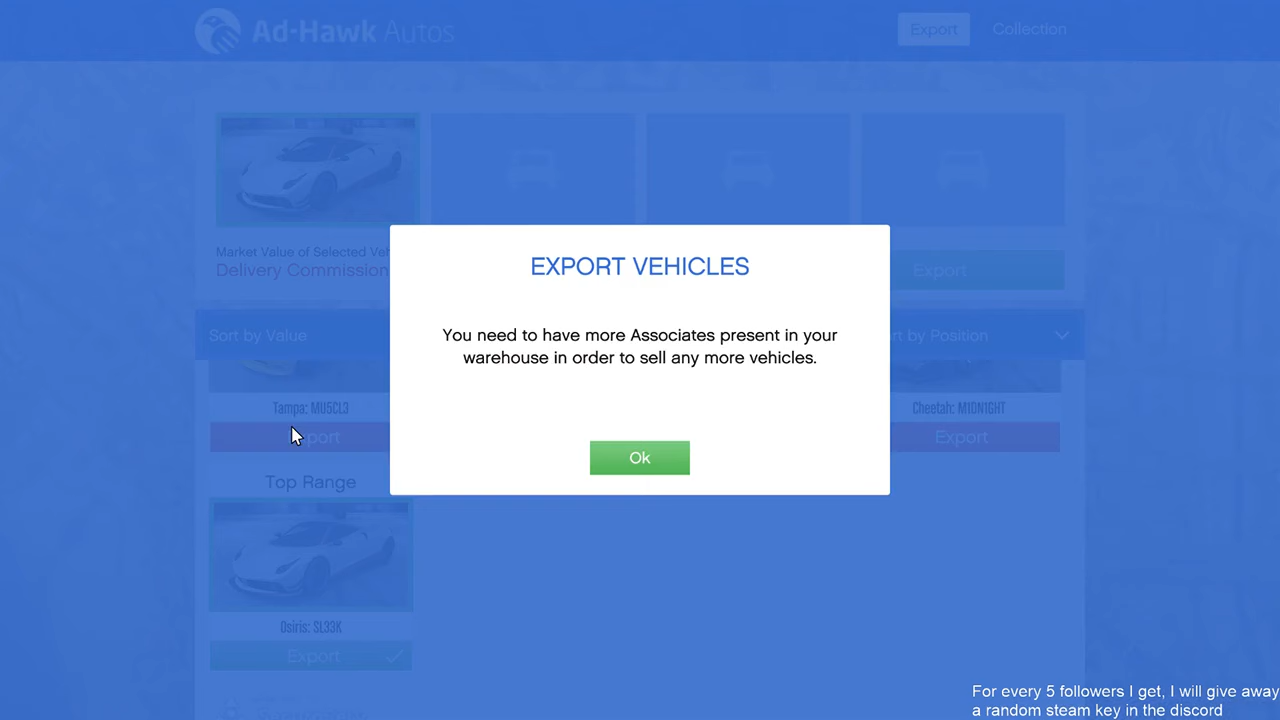 Ad-Hawk Autos
Export
Collection
Market Value of Selected Veh
Delivery Commission
Export
EXPORT VEHICLES
You need to have more Associates present in your
warehouse in order to sell any more vehicles.
Ok
Sort by Value
rt by Position
Tampa: MU5CL3
Export
Cheetah: M1DN1GHT
Export
Top Range
Osiris: SL33K
Export
For every 5 followers I get, I will give away
a random steam key in the discord